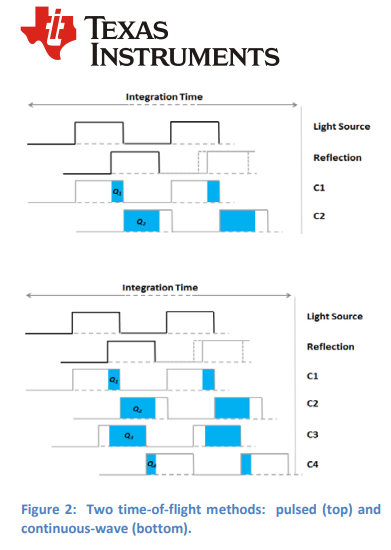 TEXAS
INSTRUMENTS
Integration Time
Light Source
Reflection
Q₁
C1
Q₂
C2
Integration Time
Light Source
Reflection
Q₁
C1
Q₂
C2
Q₃
C3
C4
Figure 2: Two time-of-flight methods: pulsed (top) and
continuous-wave (bottom).